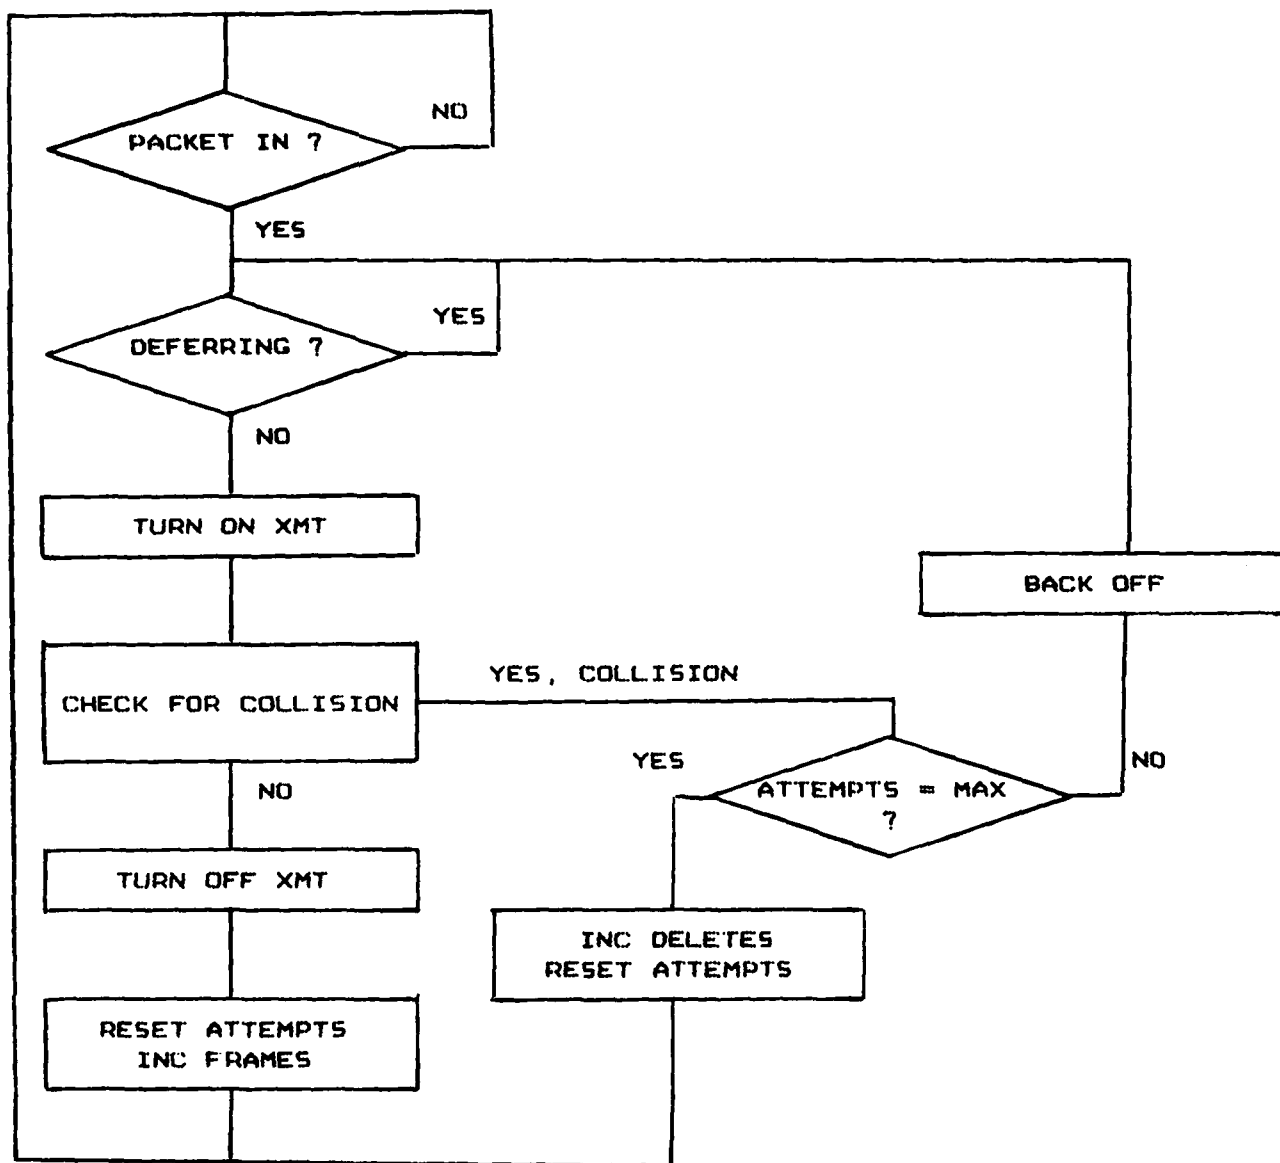 NO
PACKET IN ?
YES
YES
DEFERRING ?
NO
TURN ON XMT
BACK OFF
YES, COLLISION
CHECK FOR COLLISION
YES
NO
NO
ATTEMPTS = MAX
?
TURN OFF XMT
INC DELETES
RESET ATTEMPTS
RESET ATTEMPTS
INC FRAMES